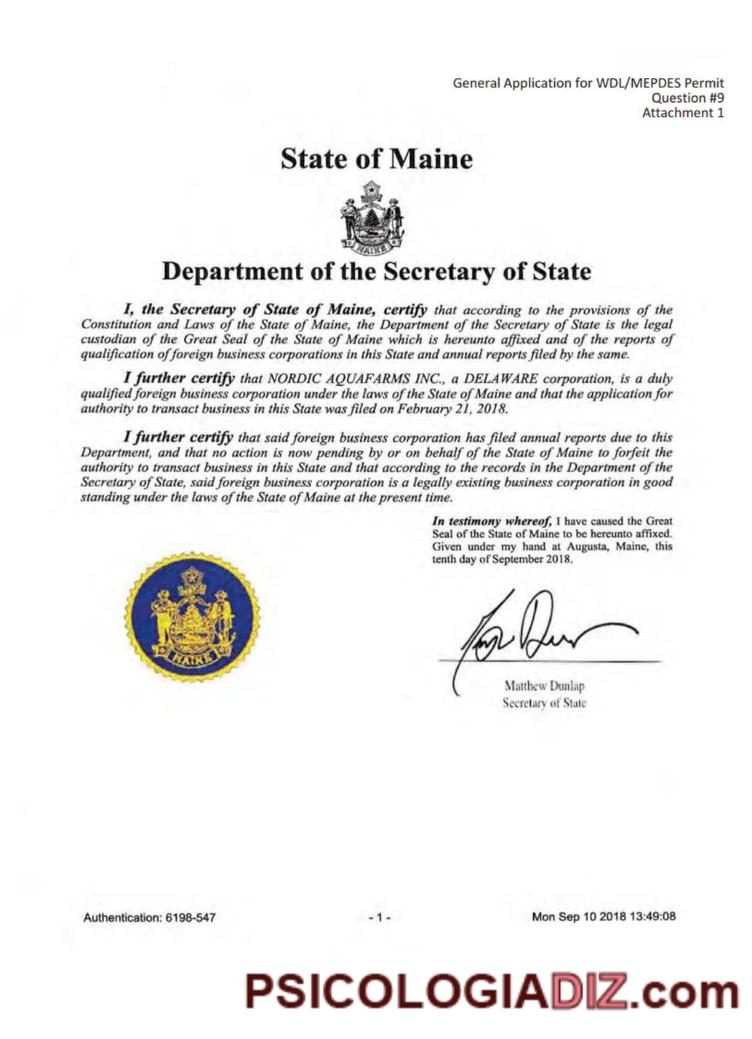 General Application for WDL/MEPDES Permit
Question #9
Attachment 1
State of Maine
MAINE
Department of the Secretary of State
I, the Secretary of State of Maine, certify that according to the provisions of the
Constitution and Laws of the State of Maine, the Department of the Secretary of State is the legal
custodian of the Great Seal of the State of Maine which is hereunto affixed and of the reports of
qualification of foreign business corporations in this State and annual reports filed by the same.
I further certify that NORDIC AQUAFARMS INC., a DELAWARE corporation, is a duly
qualified foreign business corporation under the laws of the State of Maine and that the application for
authority to transact business in this State was filed on February 21, 2018.
I further certify that said foreign business corporation has filed annual reports due to this
Department, and that no action is now pending by or on behalf of the State of Maine to forfeit the
authority to transact business in this State and that according to the records in the Department of the
Secretary of State, said foreign business corporation is a legally existing business corporation in good
standing under the laws of the State of Maine at the present time.
In testimony whereof, I have caused the Great
Seal of the State of Maine to be hereunto affixed.
Given under my hand at Augusta, Maine, this
tenth day of September 2018.
MAINE
Matthew Dunlap
Secretary of State
Authentication: 6198-547
- 1 -
Mon Sep 10 2018 13:49:08
PSICOLOGIADIZ.com